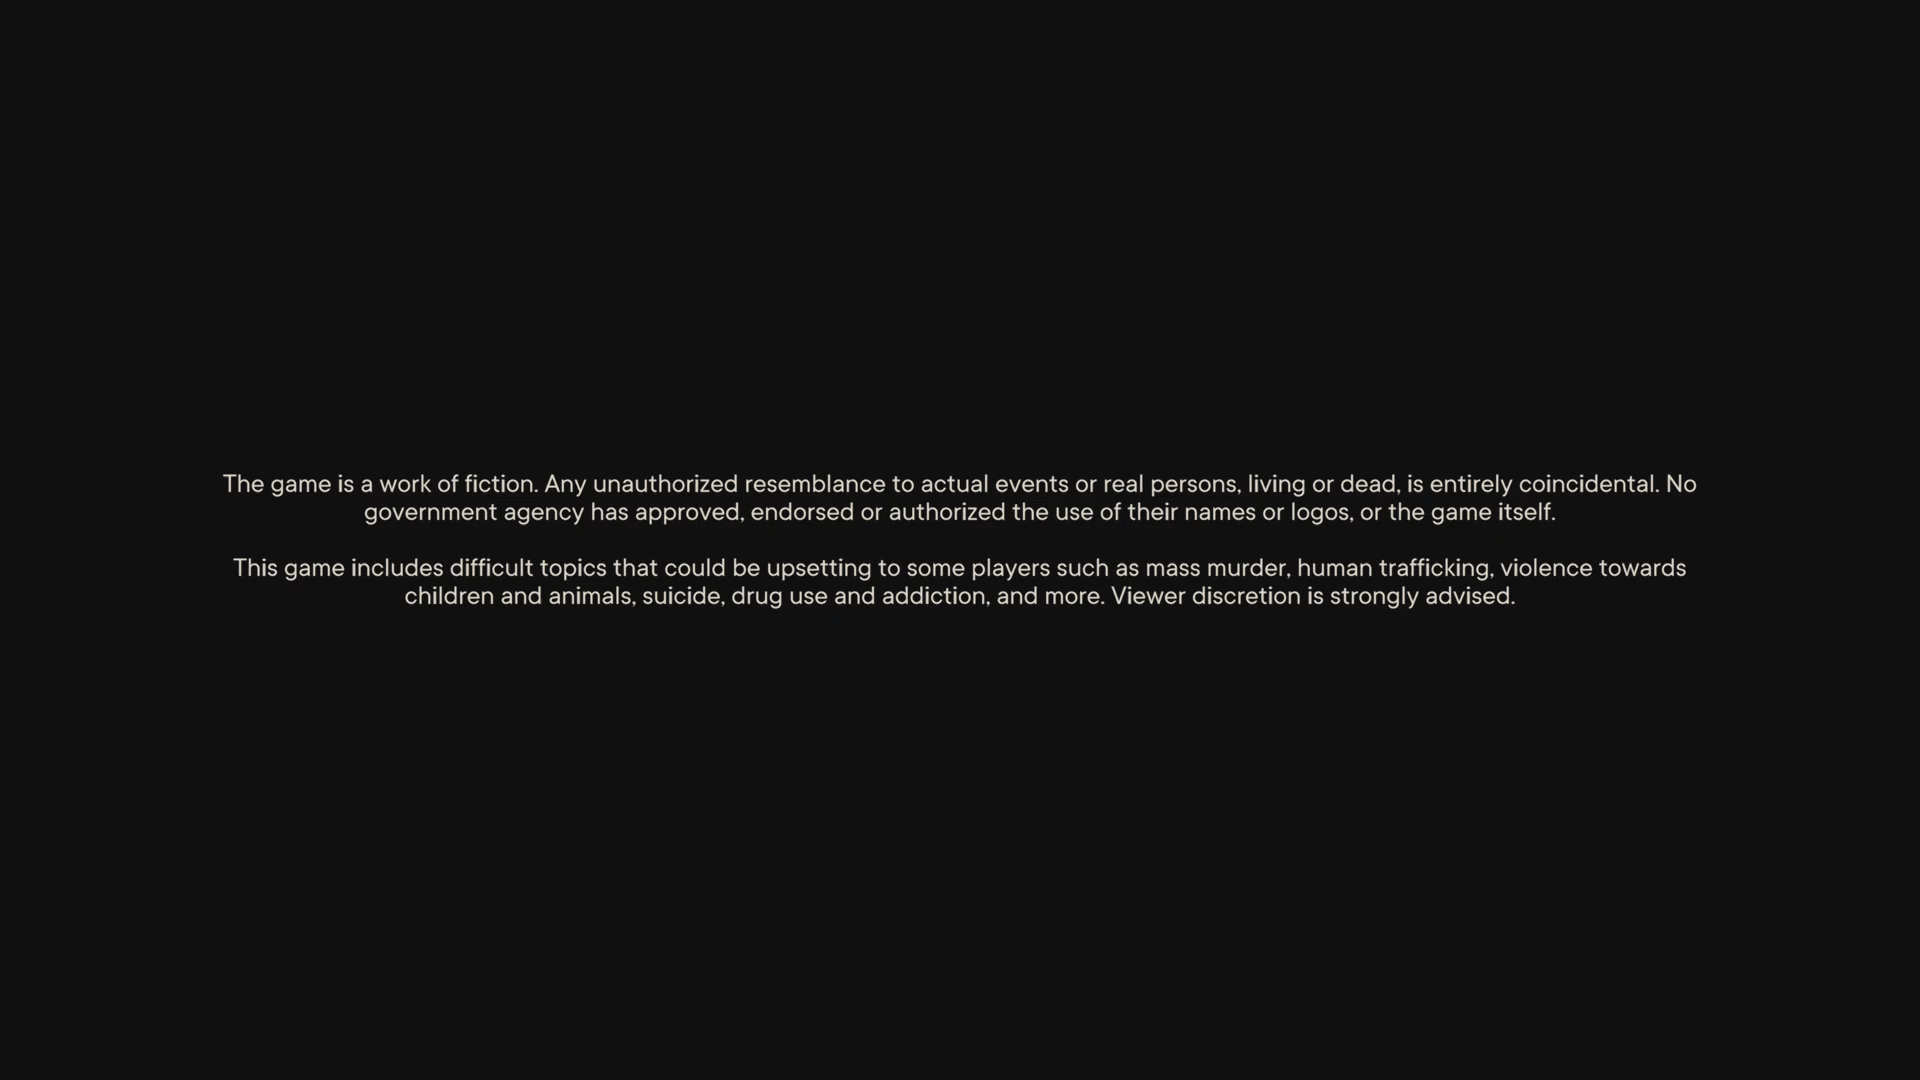 The game is a work of fiction. Any unauthorized resemblance to actual events or real persons, living or dead, is entirely coincidental. No
government agency has approved, endorsed or authorized the use of their names or logos, or the game itself.
This game includes difficult topics that could be upsetting to some players such as mass murder, human trafficking, violence towards
children and animals, suicide, drug use and addiction, and more. Viewer discretion is strongly advised.